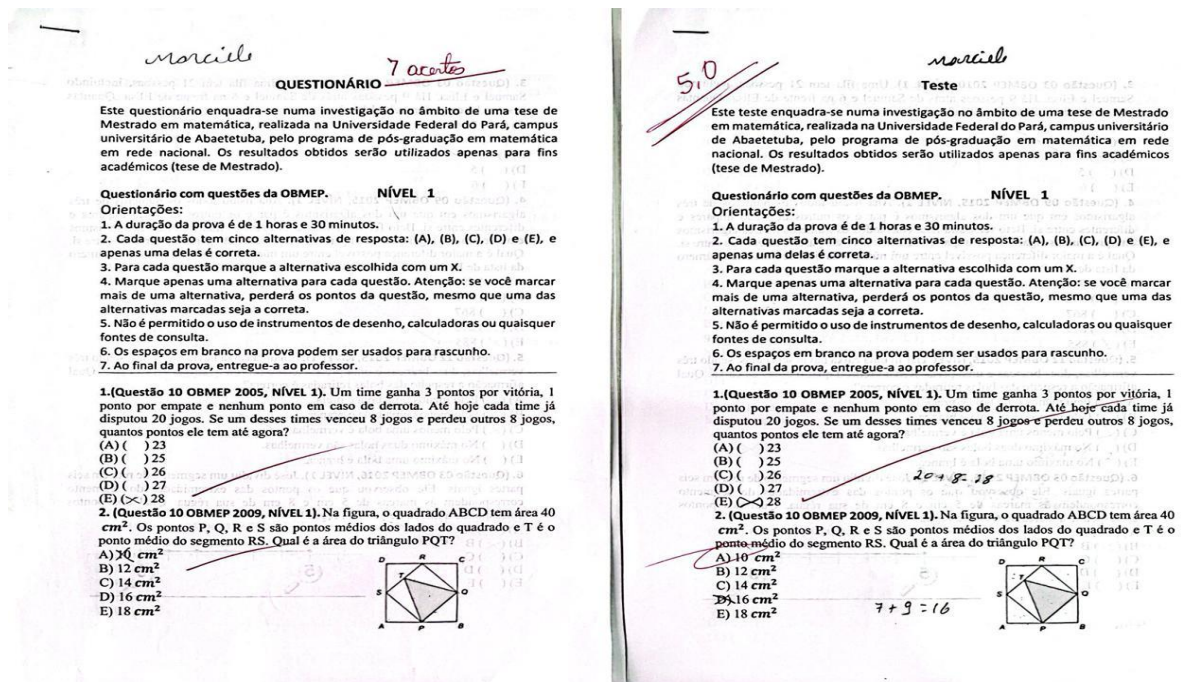 Marciele
7 acertos
QUESTIONÁRIO
Este questionário enquadra-se numa investigação no âmbito de uma tese de
Mestrado em matemática, realizada na Universidade Federal do Pará, campus
universitário de Abaetetuba, pelo programa de pós-graduação em matemática
em rede nacional. Os resultados obtidos serão utilizados apenas para fins
académicos (tese de Mestrado).
Questionário com questões da OBMEP. NÍVEL 1
Orientações:
1. A duração da prova é de 1 horas e 30 minutos.
2. Cada questão tem cinco alternativas de resposta: (A), (B), (C), (D) e (E), e
apenas uma delas é correta.
3. Para cada questão marque a alternativa escolhida com um X.
4. Marque apenas uma alternativa para cada questão. Atenção: se você marcar
mais de uma alternativa, perderá os pontos da questão, mesmo que uma das
alternativas marcadas seja a correta.
5. Não é permitido o uso de instrumentos de desenho, calculadoras ou quaisquer
fontes de consulta.
6. Os espaços em branco na prova podem ser usados para rascunho.
7. Ao final da prova, entregue-a ao professor.
1.(Questão 10 OBMEP 2005, NÍVEL 1). Um time ganha 3 pontos por vitória, 1
ponto por empate e nenhum ponto em caso de derrota. Até hoje cada time já
disputou 20 jogos. Se um desses times venceu 8 jogos e perdeu outros 8 jogos,
quantos pontos ele tem até agora?
(A) ( ) 23
(B) ( ) 25
(C) ( ) 26
(D) ( ) 27
(E) (X) 28
2. (Questão 10 OBMEP 2009, NÍVEL 1). Na figura, o quadrado ABCD tem área 40
cm². Os pontos P, Q, R e S são pontos médios dos lados do quadrado e T é o
ponto médio do segmento RS. Qual é a área do triângulo PQT?
A) 10 cm²
B) 12 cm²
C) 14 cm²
D) 16 cm²
E) 18 cm²
D R C
T
S Q
A P B
Marciele
5,0
Teste
Este teste enquadra-se numa investigação no âmbito de uma tese de Mestrado
em matemática, realizada na Universidade Federal do Pará, campus universitário
de Abaetetuba, pelo programa de pós-graduação em matemática em rede
nacional. Os resultados obtidos serão utilizados apenas para fins académicos
(tese de Mestrado).
Questionário com questões da OBMEP. NÍVEL 1
Orientações:
1. A duração da prova é de 1 horas e 30 minutos.
2. Cada questão tem cinco alternativas de resposta: (A), (B), (C), (D) e (E), e
apenas uma delas é correta.
3. Para cada questão marque a alternativa escolhida com um X.
4. Marque apenas uma alternativa para cada questão. Atenção: se você marcar
mais de uma alternativa, perderá os pontos da questão, mesmo que uma das
alternativas marcadas seja a correta.
5. Não é permitido o uso de instrumentos de desenho, calculadoras ou quaisquer
fontes de consulta.
6. Os espaços em branco na prova podem ser usados para rascunho.
7. Ao final da prova, entregue-a ao professor.
1.(Questão 10 OBMEP 2005, NÍVEL 1). Um time ganha 3 pontos por vitória, 1
ponto por empate e nenhum ponto em caso de derrota. Até hoje cada time já
disputou 20 jogos. Se um desses times venceu 8 jogos e perdeu outros 8 jogos,
quantos pontos ele tem até agora?
(A) ( ) 23
(B) ( ) 25
(C) ( ) 26
20+8=28
(D) ( ) 27
(E) (X) 28
2. (Questão 10 OBMEP 2009, NÍVEL 1). Na figura, o quadrado ABCD tem área 40
cm². Os pontos P, Q, R e S são pontos médios dos lados do quadrado e T é o
ponto médio do segmento RS. Qual é a área do triângulo PQT?
A) 10 cm²
B) 12 cm²
C) 14 cm²
D) 16 cm²
7+9=16
E) 18 cm²
D R C
T
S Q
A P B